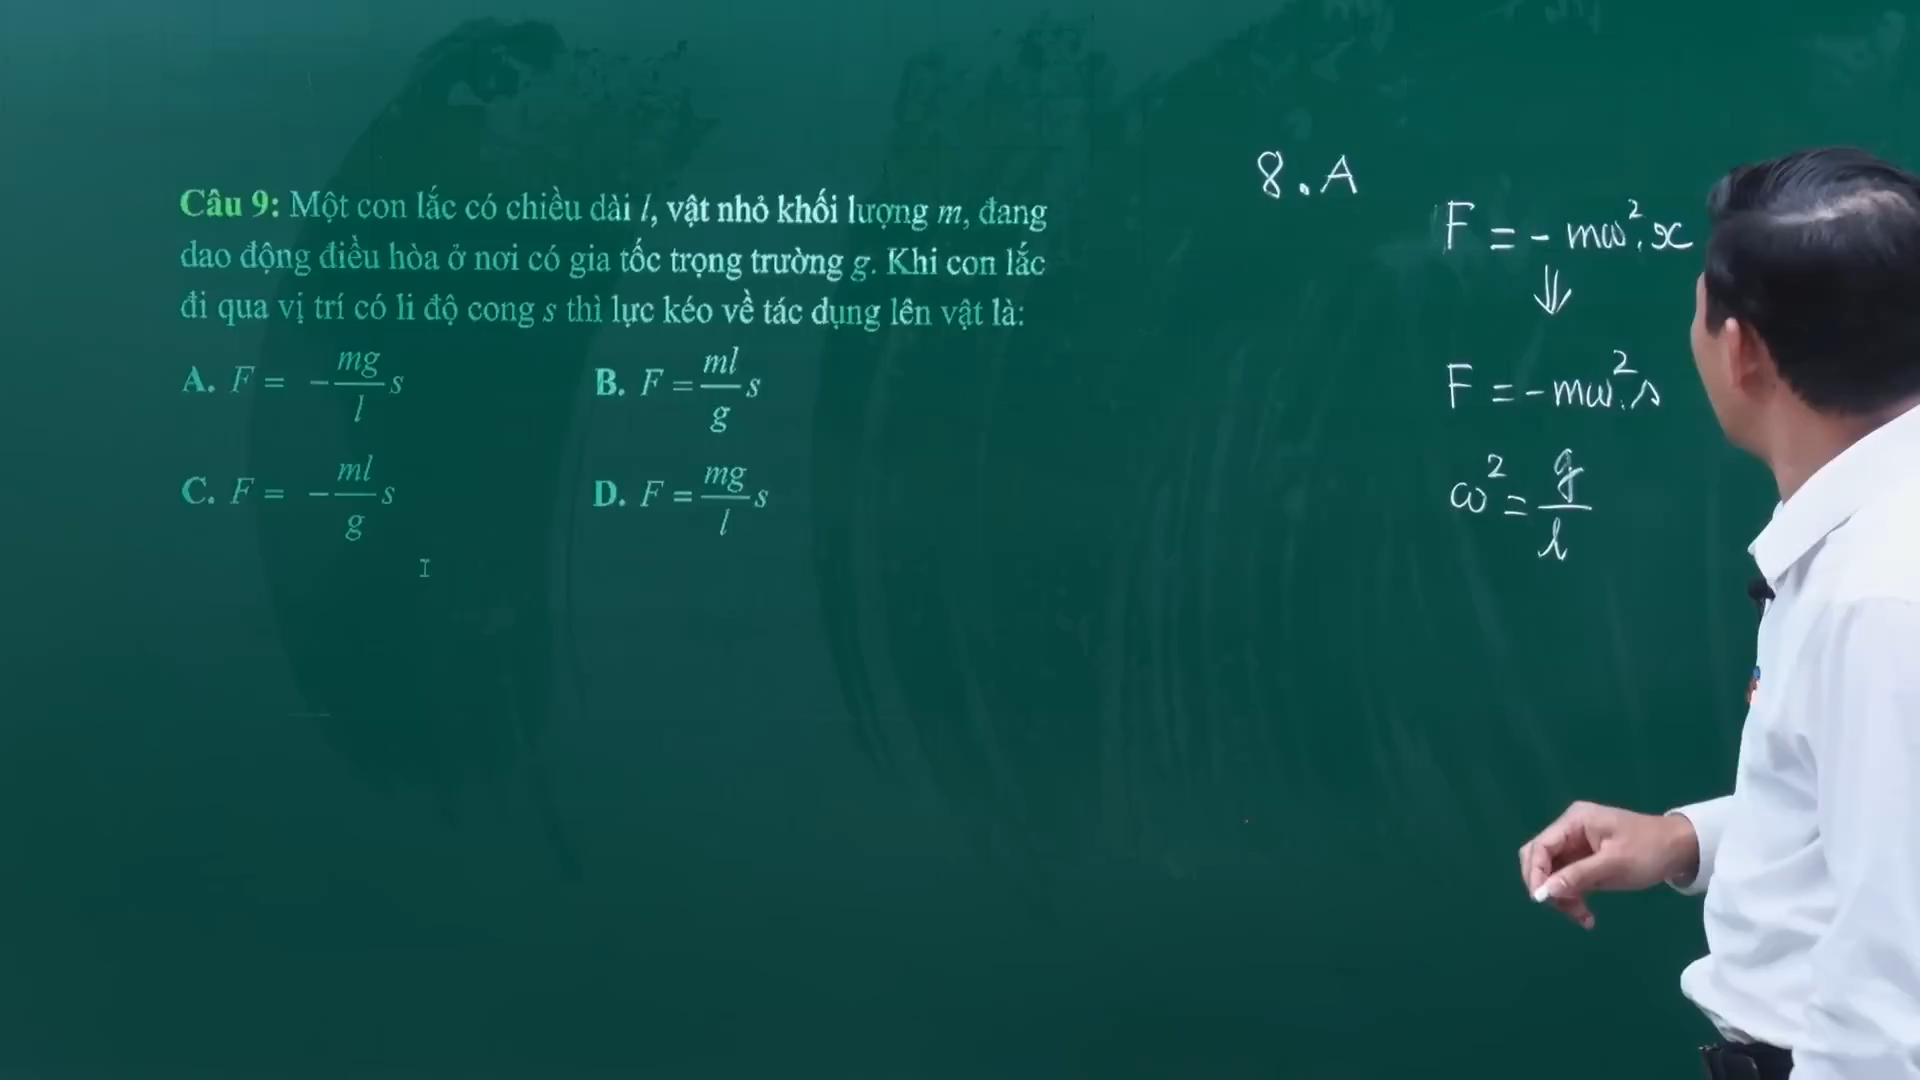 Câu 9: Một con lắc có chiều dài l, vật nhỏ khối lượng m, đang
dao động điều hòa ở nơi có gia tốc trọng trường g. Khi con lắc
đi qua vị trí có li độ cong s thì lực kéo về tác dụng lên vật là:
A. F = -mg/l s
B. F = ml/g s
C. F = -ml/g s
D. F = mg/l s
8.A
F = - mω².x
⇓
F = - mω².s
ω² = g/l